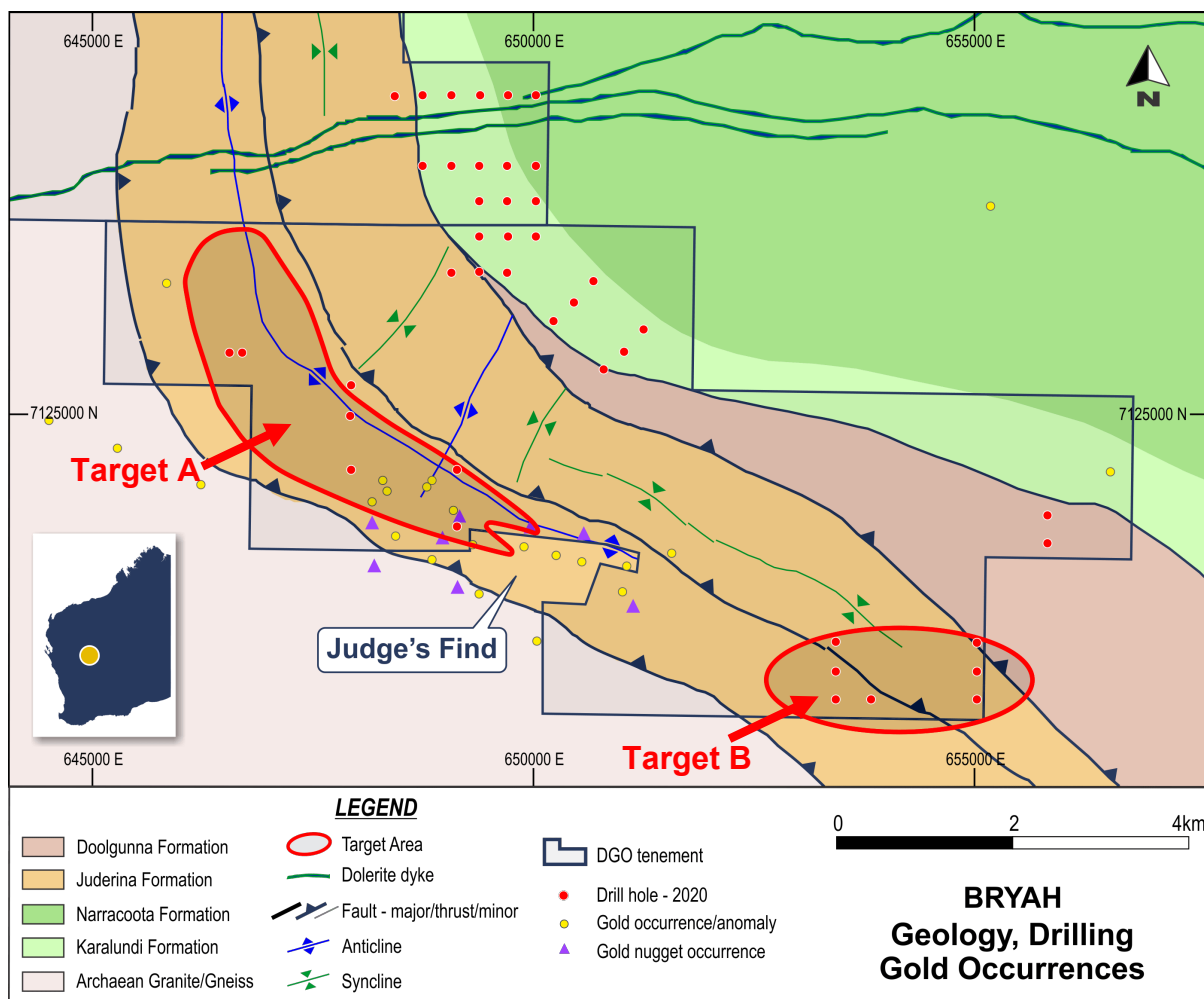 645000 E
650000 E
655000 E
N
7125000 N
7125000 N
Target A
Judge's Find
Target B
645000 E
650000 E
655000 E
LEGEND
Doolgunna Formation
Juderina Formation
Narracoota Formation
Karalundi Formation
Archaean Granite/Gneiss
Target Area
Dolerite dyke
Fault - major/thrust/minor
Anticline
Syncline
DGO tenement
Drill hole - 2020
Gold occurrence/anomaly
Gold nugget occurrence
0 2 4km
BRYAH
Geology, Drilling
Gold Occurrences